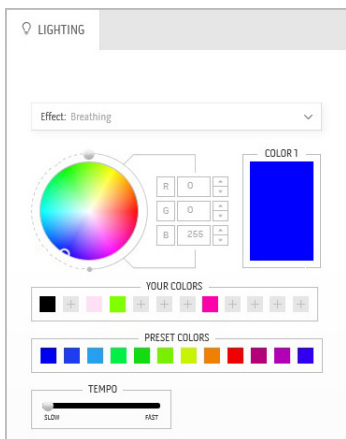 LIGHTING
Effect: Breathing
COLOR 1
R 0
G 0
B 255
YOUR COLORS
PRESET COLORS
TEMPO
SLOW FAST